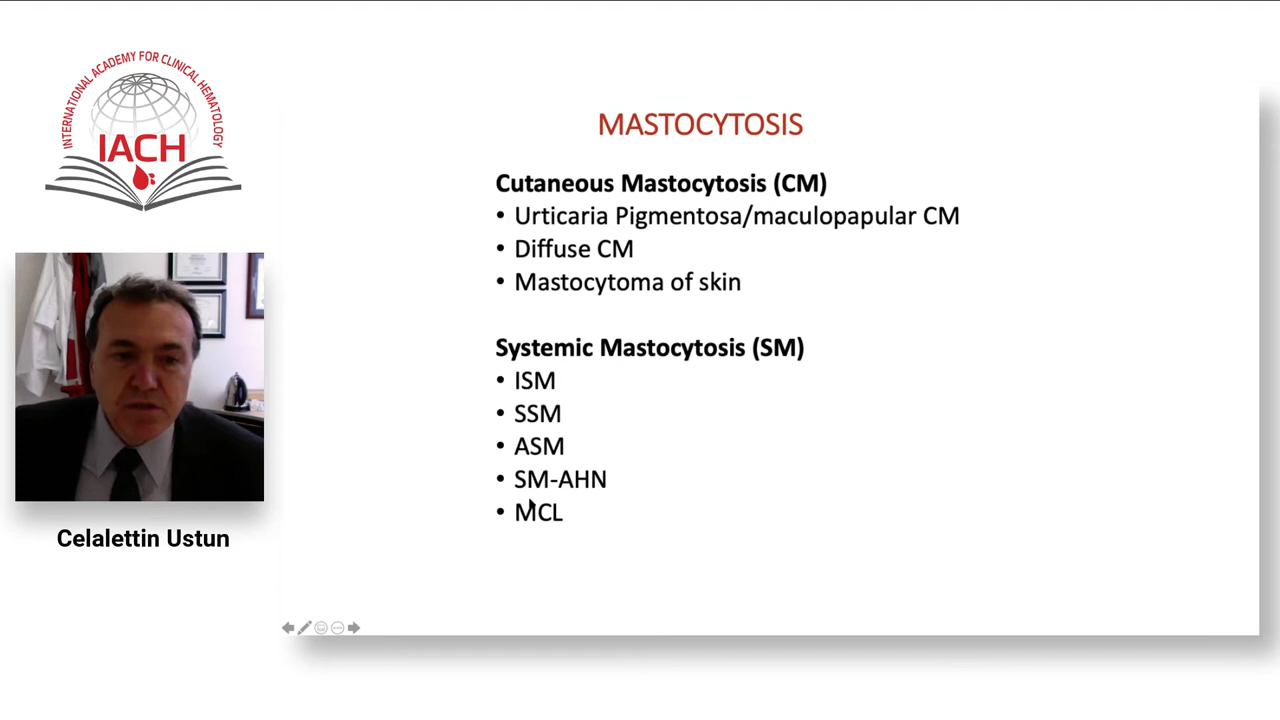 INTERNATIONAL ACADEMY FOR CLINICAL HEMATOLOGY
IACH
Celalettin Ustun
MASTOCYTOSIS
Cutaneous Mastocytosis (CM)
• Urticaria Pigmentosa/maculopapular CM
• Diffuse CM
• Mastocytoma of skin
Systemic Mastocytosis (SM)
• ISM
• SSM
• ASM
• SM-AHN
• MCL